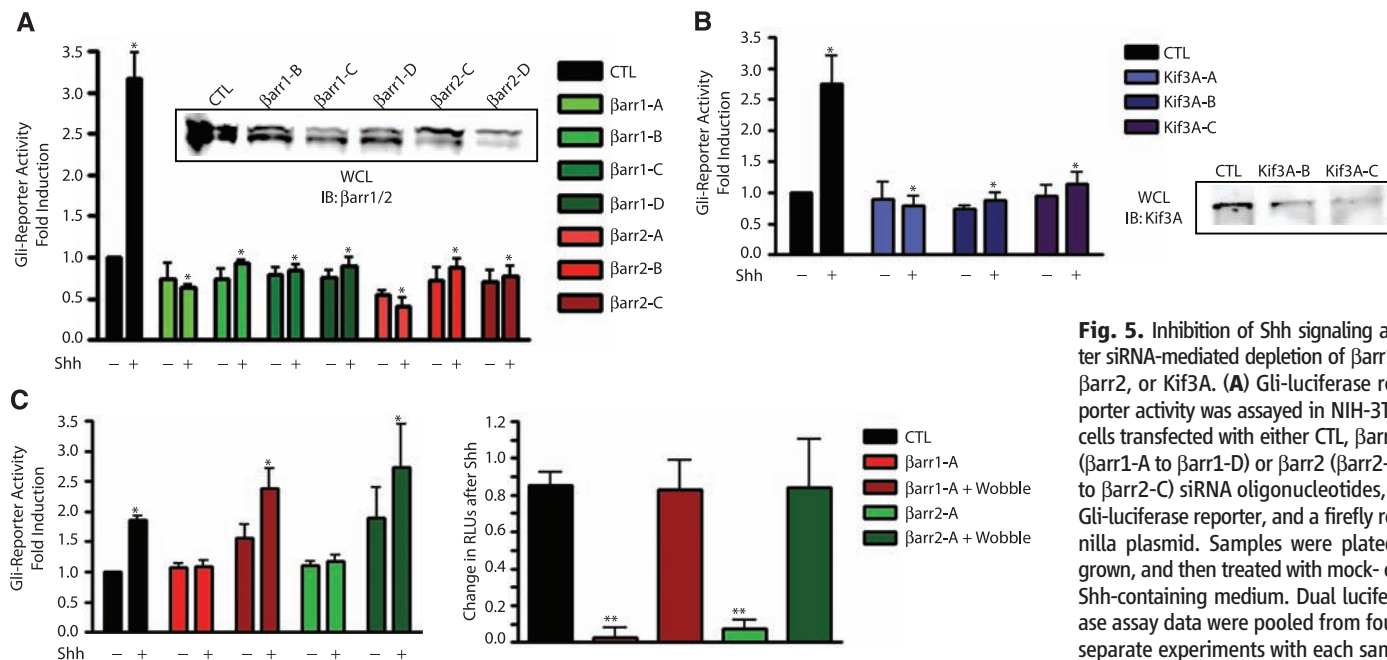 A
Gli-Reporter Activity
Fold Induction
3.5
3.0
2.5
2.0
1.5
1.0
0.5
0.0
*
* * * * * * *
CTL βarr1-B βarr1-C βarr1-D βarr2-C βarr2-D
WCL
IB: βarr1/2
Shh − + − + − + − + − + − + − + − +
CTL
βarr1-A
βarr1-B
βarr1-C
βarr1-D
βarr2-A
βarr2-B
βarr2-C
B
Gli-Reporter Activity
Fold Induction
3.5
3.0
2.5
2.0
1.5
1.0
0.5
0.0
*
* * *
Shh − + − + − + − +
CTL
Kif3A-A
Kif3A-B
Kif3A-C
CTL Kif3A-B Kif3A-C
WCL
IB: Kif3A
C
Gli-Reporter Activity
Fold Induction
3.5
3.0
2.5
2.0
1.5
1.0
0.5
0.0
* * *
Shh − + − + − + − + − +
Change in RLUs after Shh
1.2
1.0
0.8
0.6
0.4
0.2
0.2
0.0
** **
CTL
βarr1-A
βarr1-A + Wobble
βarr2-A
βarr2-A + Wobble
Fig. 5. Inhibition of Shh signaling a
ter siRNA-mediated depletion of βarr
βarr2, or Kif3A. (A) Gli-luciferase re
porter activity was assayed in NIH-3T
cells transfected with either CTL, βarr
(βarr1-A to βarr1-D) or βarr2 (βarr2-
to βarr2-C) siRNA oligonucleotides,
Gli-luciferase reporter, and a firefly re
nilla plasmid. Samples were plated
grown, and then treated with mock- o
Shh-containing medium. Dual lucifer
ase assay data were pooled from fou
separate experiments with each sam